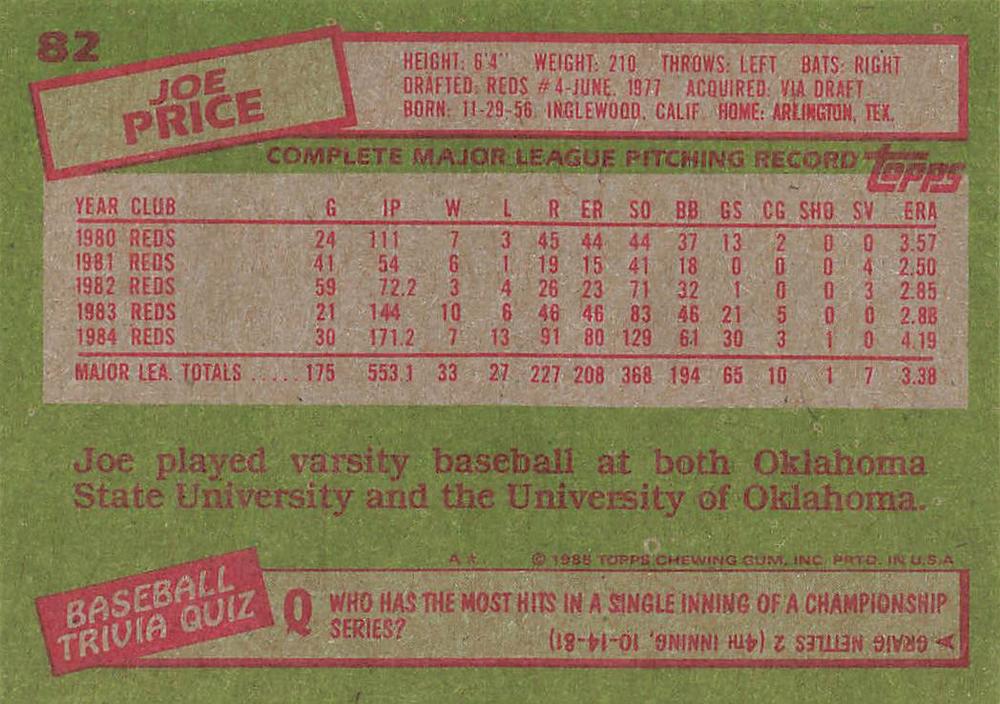 82
JOE
PRICE
HEIGHT: 6'4" WEIGHT: 210 THROWS: LEFT BATS: RIGHT
DRAFTED: REDS #4-JUNE, 1977 ACQUIRED: VIA DRAFT
BORN: 11-29-56, INGLEWOOD, CALIF HOME: ARLINGTON, TEX.
COMPLETE MAJOR LEAGUE PITCHING RECORD topps
YEAR CLUB G IP W L R ER SO BB GS CG SHO SV ERA
1980 REDS 24 111 7 3 45 44 44 37 13 2 0 0 3.57
1981 REDS 41 54 6 1 19 15 41 18 0 0 0 4 2.50
1982 REDS 59 72.2 3 4 26 23 71 32 1 0 0 3 2.85
1983 REDS 21 144 10 6 46 46 83 46 21 5 0 0 2.88
1984 REDS 30 171.2 7 13 91 80 129 61 30 3 1 0 4.19
MAJOR LEA. TOTALS ..... 175 553.1 33 27 227 208 368 194 65 10 1 7 3.38
Joe played varsity baseball at both Oklahoma
State University and the University of Oklahoma.
A* © 1985 TOPPS CHEWING GUM, INC. PRTD. IN U.S.A
BASEBALL
TRIVIA QUIZ
Q WHO HAS THE MOST HITS IN A SINGLE INNING OF A CHAMPIONSHIP
SERIES?
A GRAIG NETTLES 2 (4TH INNING, 10-14-81)